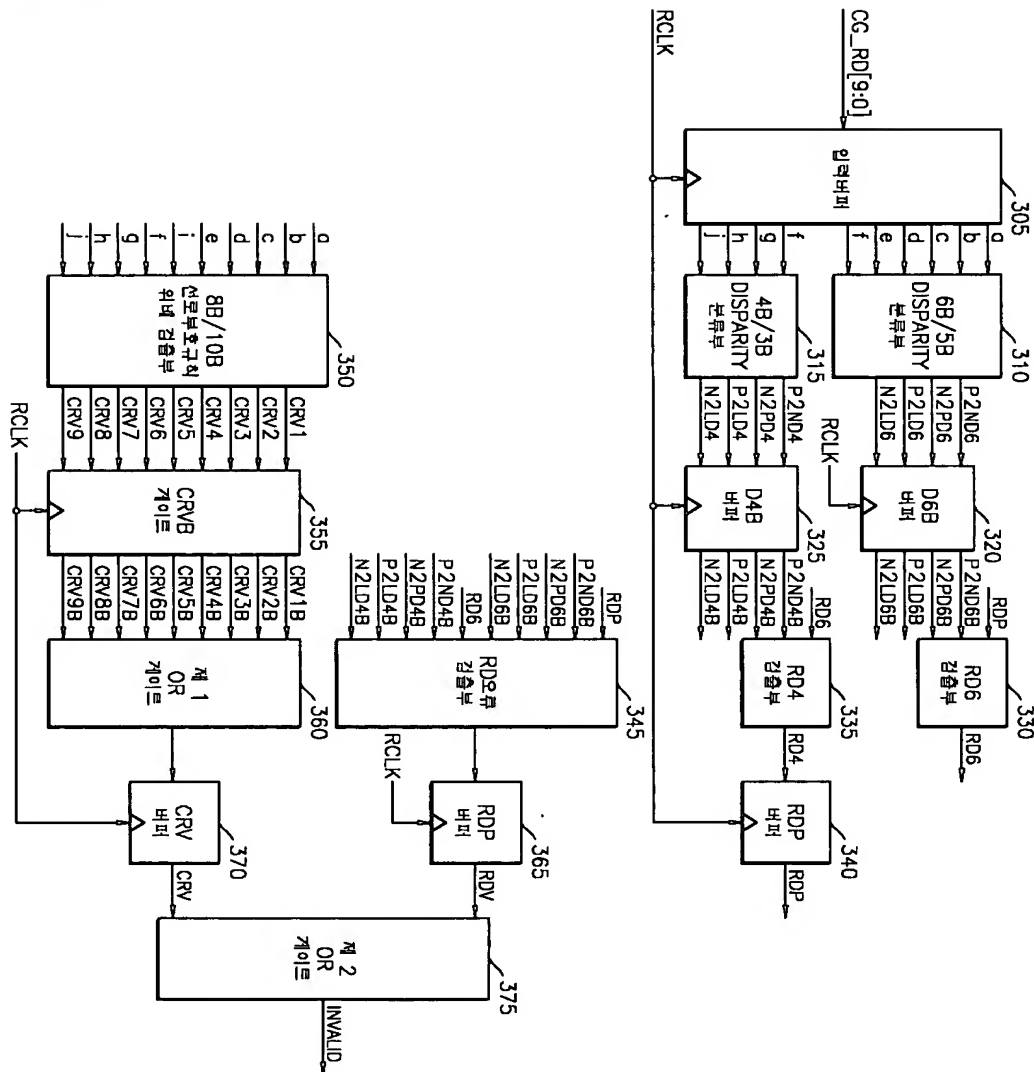 CG_RD[9:0]
RCLK
입력버퍼
305
a
b
c
d
e
f
f
g
h
j
6B/5B
DISPARITY
분류부
310
4B/3B
DISPARITY
분류부
315
P2ND6
N2PD6
P2LD6
N2LD6
P2ND4
N2PD4
P2LD4
N2LD4
RCLK
D6B
버퍼
320
D4B
버퍼
325
RDP
P2ND6B
N2PD6B
P2LD6B
N2LD6B
RD6
P2ND4B
N2PD4B
P2LD4B
N2LD4B
RD6
검출부
330
RD6
RD4
검출부
335
RD4
RDP
버퍼
340
RDP
a
b
c
d
e
i
f
g
h
j
8B/10B
선로부호규칙
위배 검출부
350
CRV1
CRV2
CRV3
CRV4
CRV5
CRV6
CRV7
CRV8
CRV9
RCLK
CRVB
게이트
355
CRV1B
CRV2B
CRV3B
CRV4B
CRV5B
CRV6B
CRV7B
CRV8B
CRV9B
제 1
OR
게이트
360
RDP
P2ND6B
N2PD6B
P2LD6B
N2LD6B
RD6
P2ND4B
N2PD4B
P2LD4B
N2LD4B
RD오류
검출부
345
RCLK
RDP
버퍼
365
RDV
CRV
버퍼
370
CRV
제 2
OR
게이트
375
INVALID